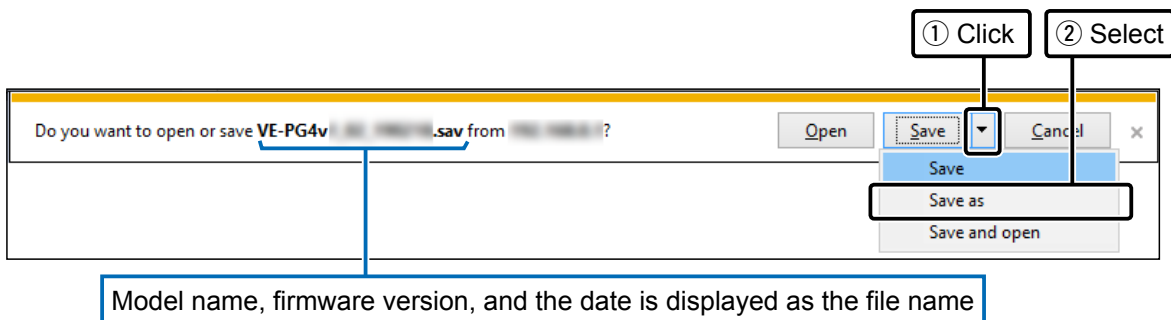 ① Click ② Select
Do you want to open or save VE-PG4v .sav from ?
Open Save Cancel
Save
Save as
Save and open
Model name, firmware version, and the date is displayed as the file name